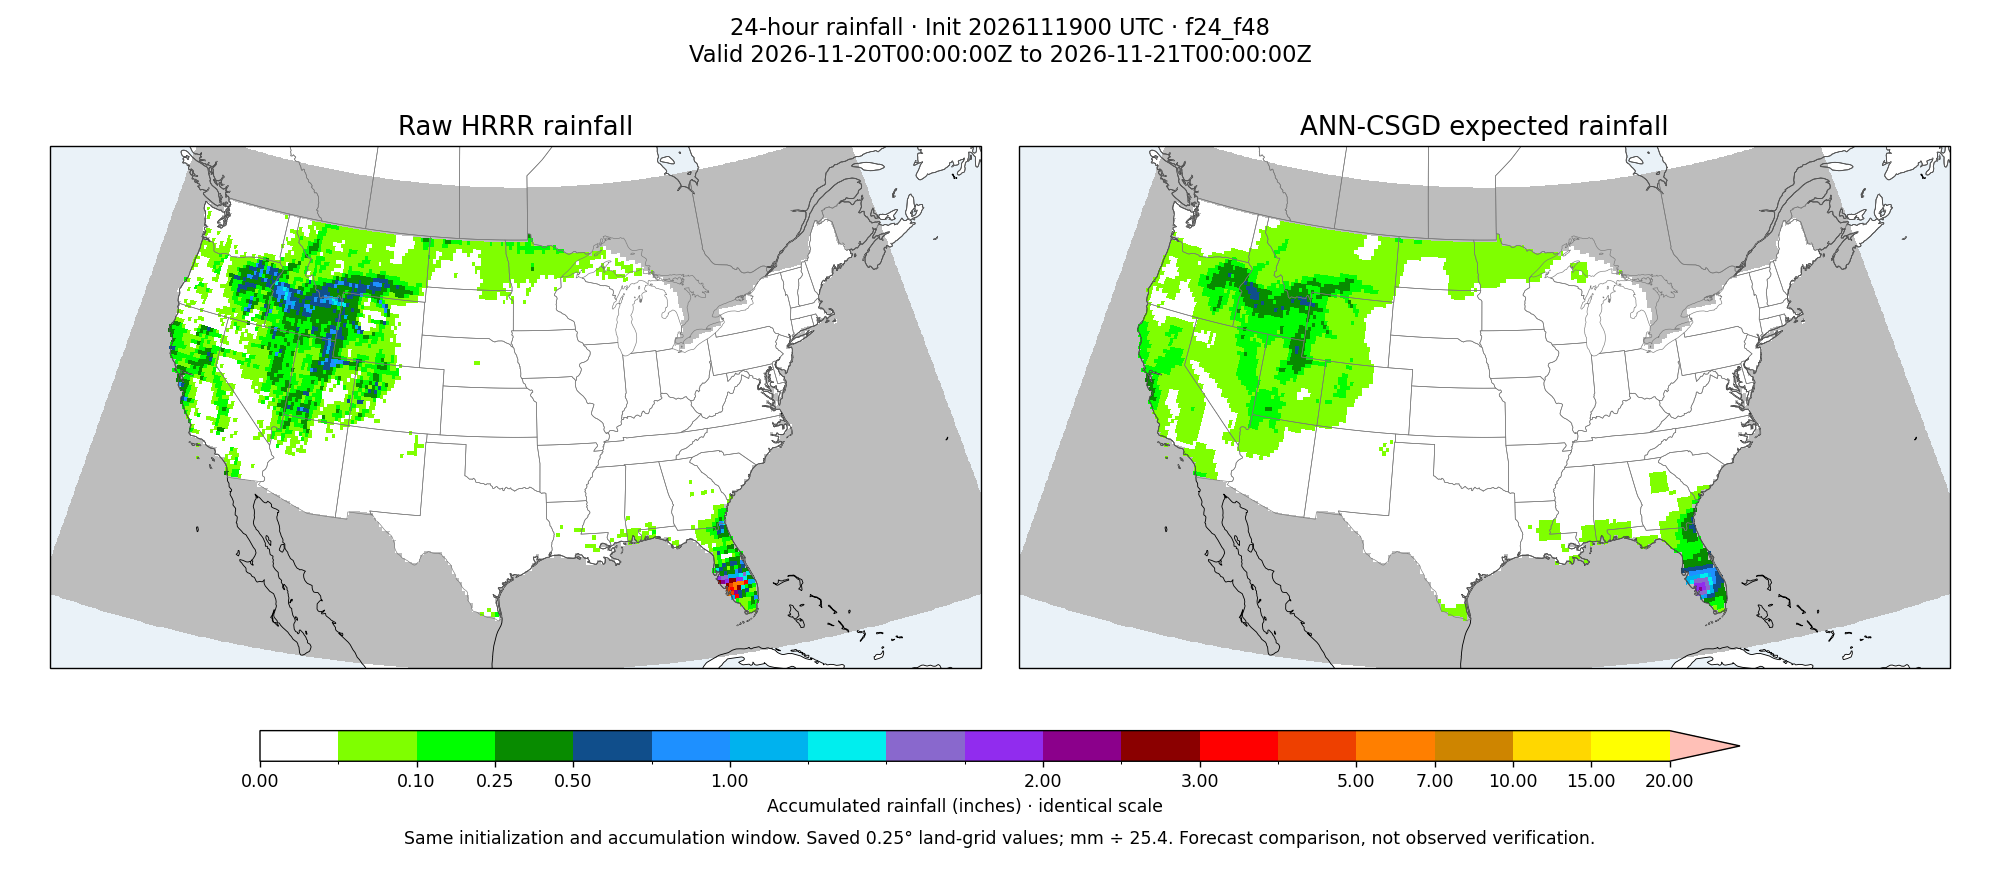 24-hour rainfall · Init 2026111900 UTC · f24_f48
Valid 2026-11-20T00:00:00Z to 2026-11-21T00:00:00Z
Raw HRRR rainfall
ANN-CSGD expected rainfall
0.00 0.10 0.25 0.50 1.00 2.00 3.00 5.00 7.00 10.00 15.00 20.00
Accumulated rainfall (inches) · identical scale
Same initialization and accumulation window. Saved 0.25° land-grid values; mm ÷ 25.4. Forecast comparison, not observed verification.